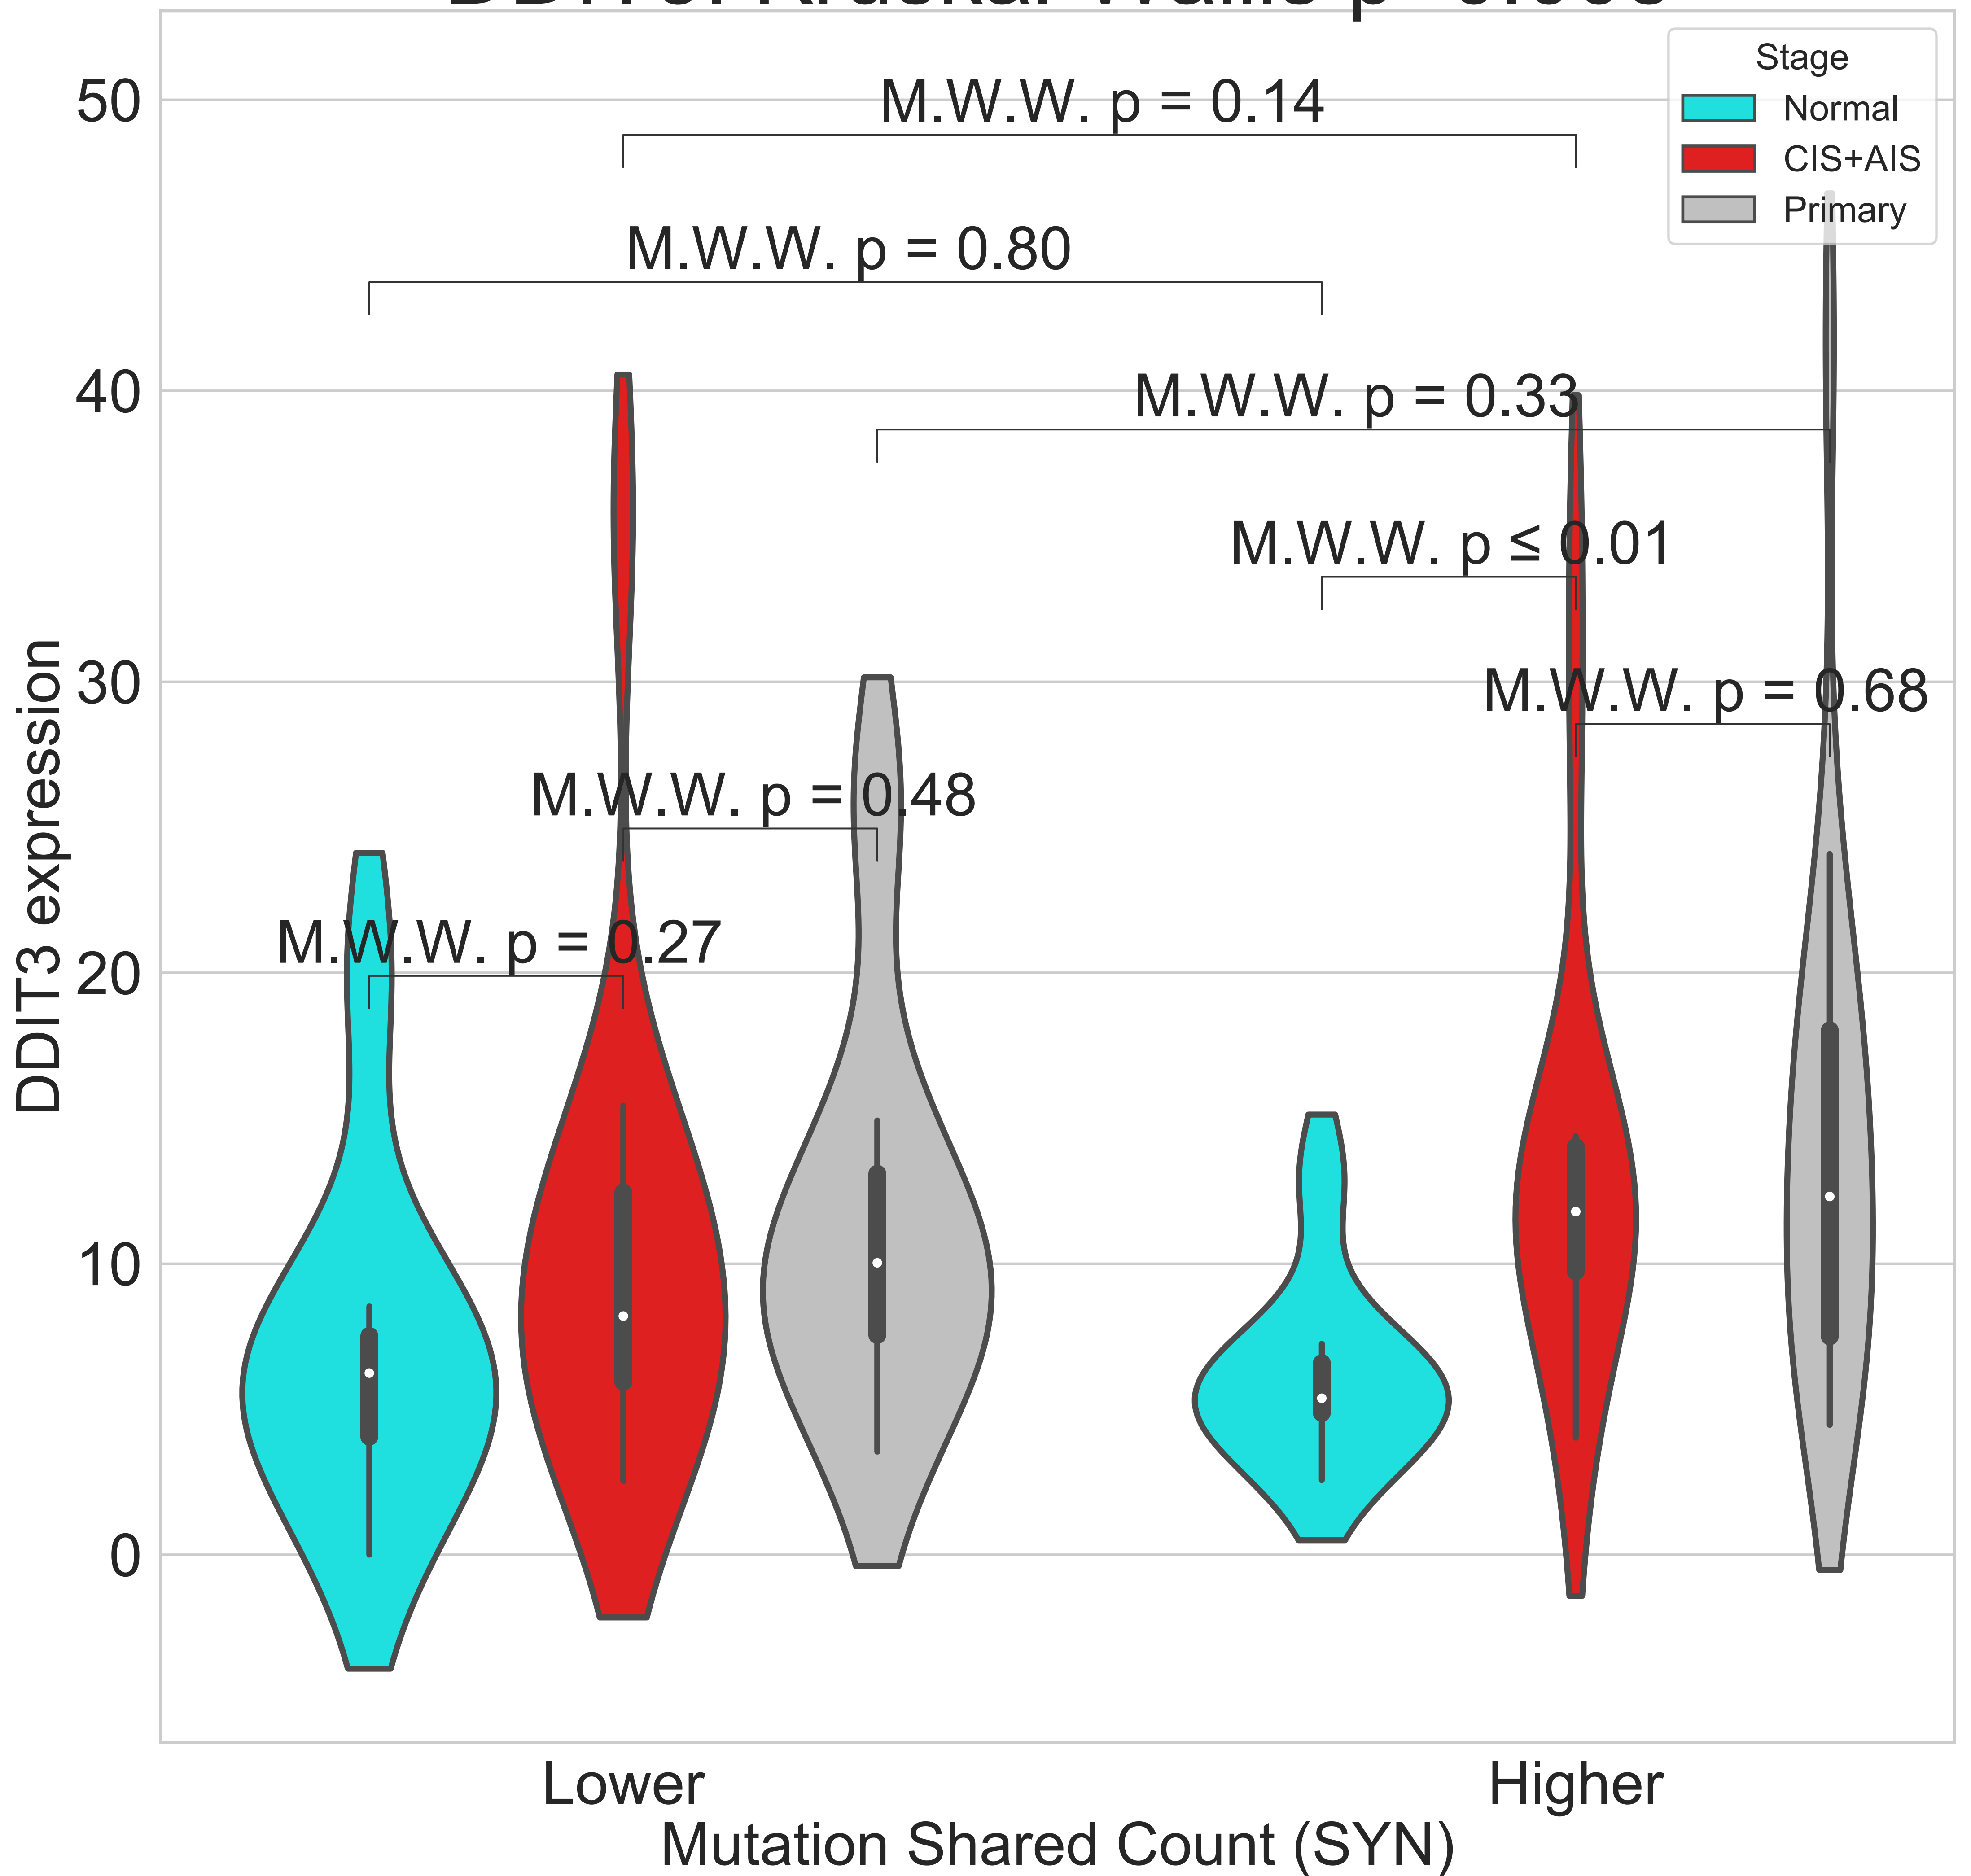 Stage
Normal
CIS+AIS
Primary
50
40
30
20
10
0
DDIT3 expression
M.W.W. p = 0.14
M.W.W. p = 0.80
M.W.W. p = 0.33
M.W.W. p ≤ 0.01
M.W.W. p = 0.68
M.W.W. p = 0.48
M.W.W. p = 0.27
Lower
Higher
Mutation Shared Count (SYN)